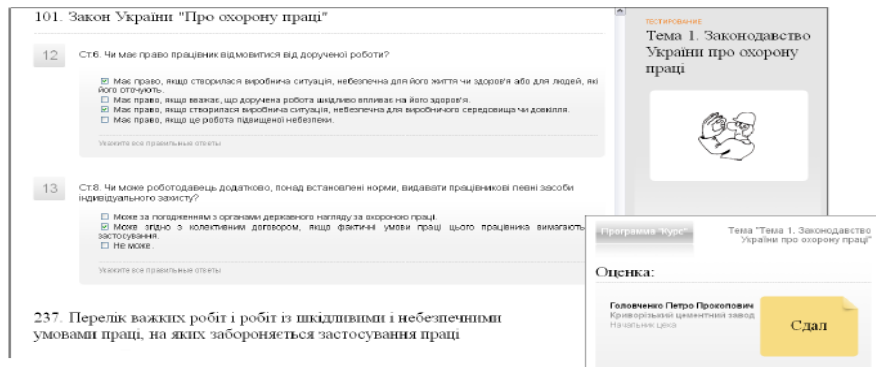 101. Закон України "Про охорону праці"
12 Ст.6. Чи має право працівник відмовитися від дорученої роботи?
Має право, якщо створилася виробнича ситуація, небезпечна для його життя чи здоров'я або для людей, які
його оточують.
Має право, якщо вважає, що доручена робота шкідливо впливає на його здоров'я.
Має право, якщо створилася виробнича ситуація, небезпечна для виробничого середовища чи довкілля.
Має право, якщо це робота підвищеної небезпеки.
Укажите все правильные ответы
13 Ст.8. Чи може роботодавець додатково, понад встановлені норми, видавати працівникові певні засоби
індивідуального захисту?
Може за погодженням з органами державного нагляду за охороною праці.
Може згідно з колективним договором, якщо фактичні умови праці цього працівника вимагають
застосування.
Не може.
Укажите все правильные ответы
237. Перелік важких робіт і робіт із шкідливими і небезпечними
умовами праці, на яких забороняється застосування праці
ТЕСТИРОВАНИЕ
Тема 1. Законодавство
України про охорону
праці
Программа "Курс"
Тема "Тема 1. Законодавство
України про охорону праці"
Оценка:
Головченко Петро Прокопович
Криворізький цементний завод
Начальник цеха
Сдал